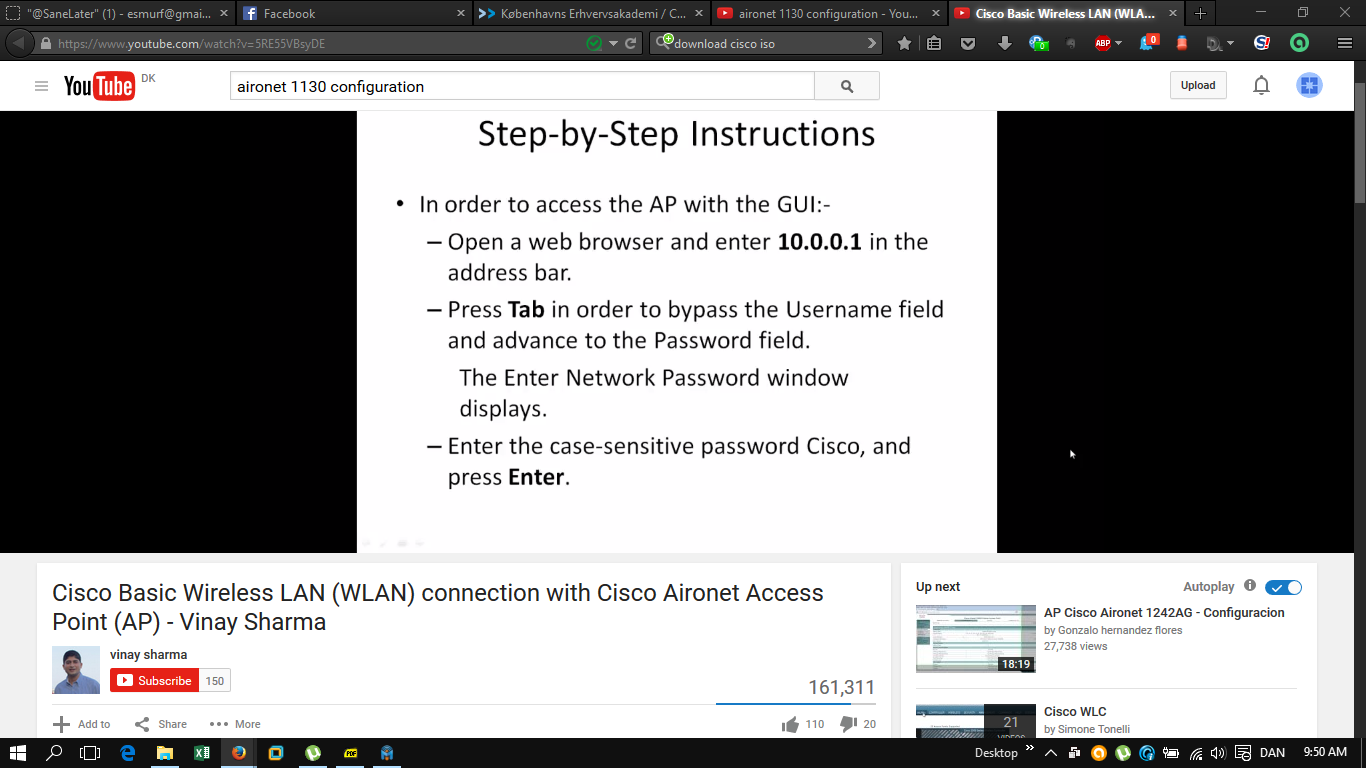 "@SaneLater" (1) - esmurf@gmai...
Facebook
Københavns Erhvervsakademi / C...
aironet 1130 configuration - You...
Cisco Basic Wireless LAN (WLA...
https://www.youtube.com/watch?v=5RE55VBsyDE
download cisco iso
ABP
0
0
S!
YouTube DK
aironet 1130 configuration
Upload
Step-by-Step Instructions
• In order to access the AP with the GUI:-
– Open a web browser and enter 10.0.0.1 in the
address bar.
– Press Tab in order to bypass the Username field
and advance to the Password field.
The Enter Network Password window
displays.
– Enter the case-sensitive password Cisco, and
press Enter.
Cisco Basic Wireless LAN (WLAN) connection with Cisco Aironet Access
Point (AP) - Vinay Sharma
vinay sharma
Subscribe 150
161,311
Add to Share More
110 20
Up next
Autoplay
AP Cisco Aironet 1242AG - Configuracion
by Gonzalo hernandez flores
27,738 views
18:19
Cisco WLC
by Simone Tonelli
21
Desktop
DAN
9:50 AM